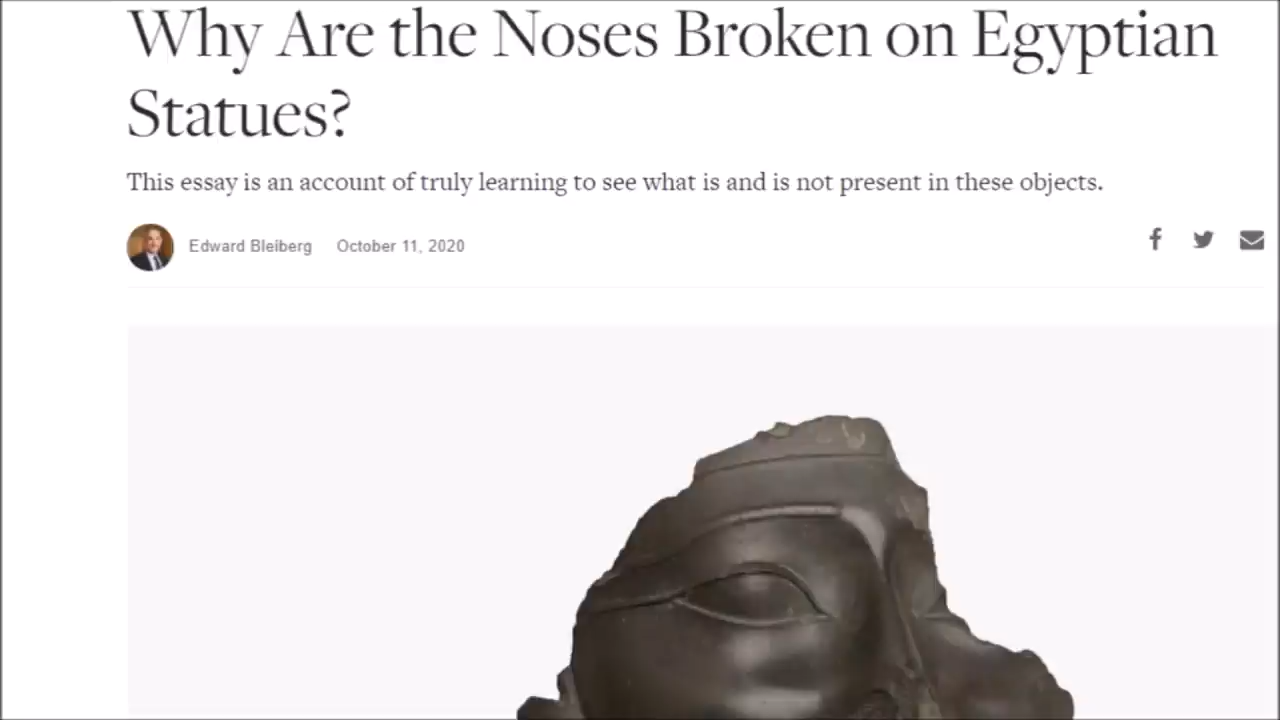 Why Are the Noses Broken on Egyptian
Statues?
This essay is an account of truly learning to see what is and is not present in these objects.
Edward Bleiberg October 11, 2020